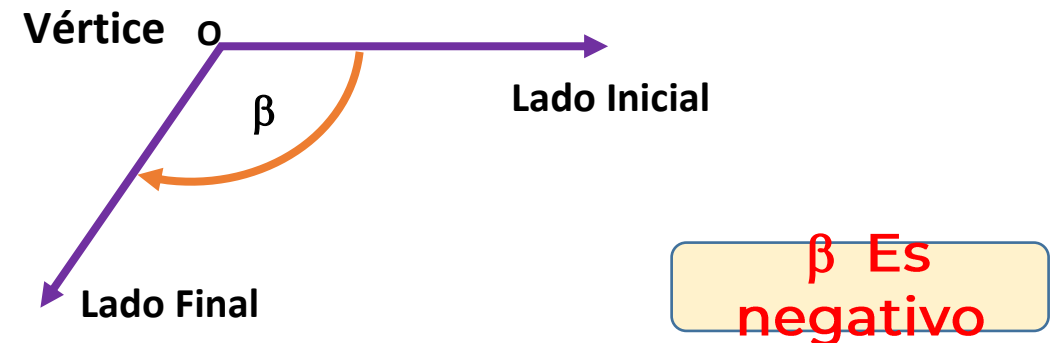 Vértice O
Lado Inicial
β
Lado Final
β Es
negativo